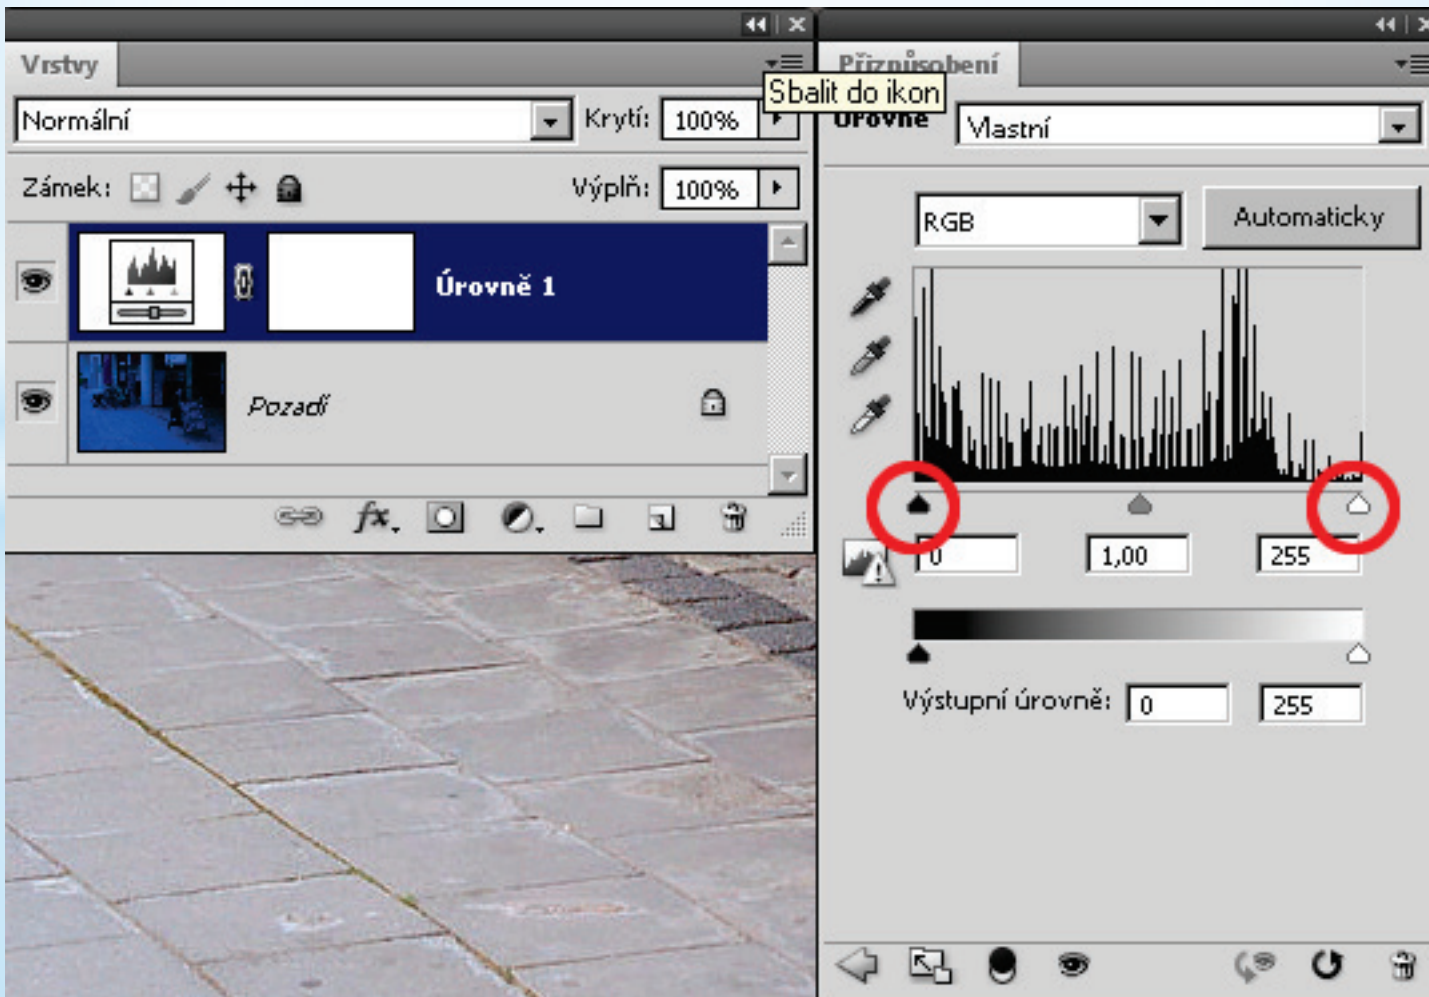 Vrstvy
Normální
Krytí: 100%
Zámek:
Výplň: 100%
Úrovně 1
Pozadí
fx.
Přizpůsobení
Sbalit do ikon
Úrovně Vlastní
RGB
Automaticky
0 1,00 255
Výstupní úrovně: 0 255